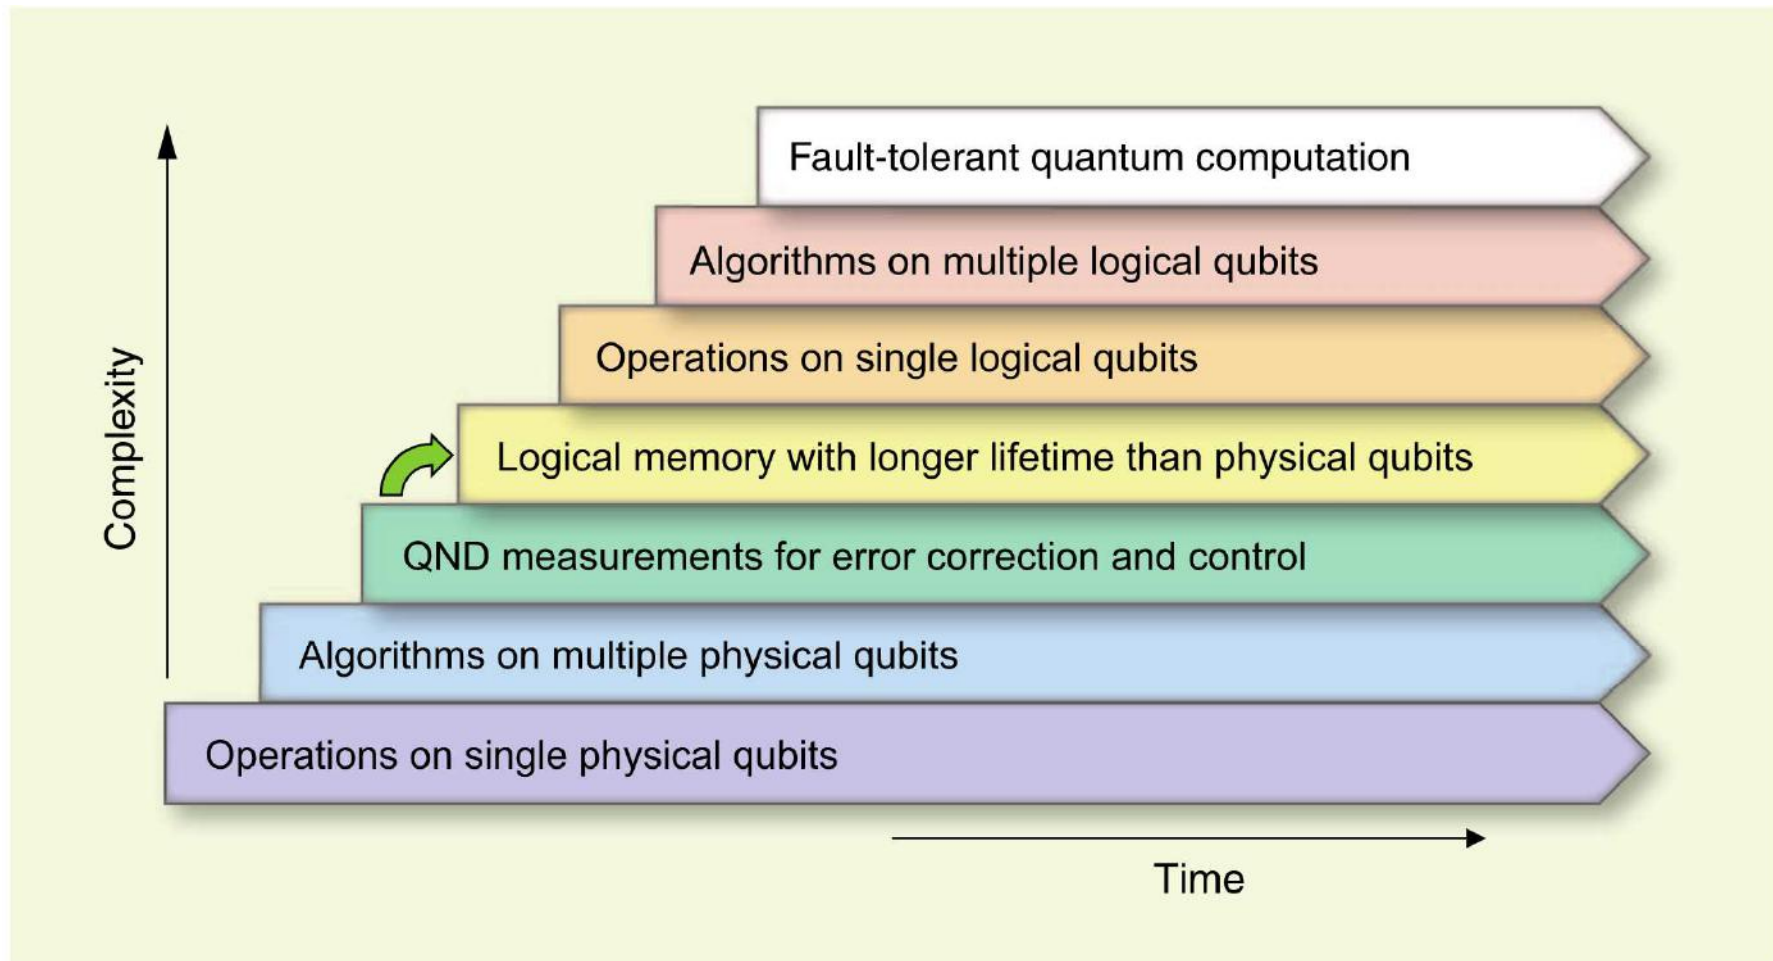 Fault-tolerant quantum computation
Algorithms on multiple logical qubits
Operations on single logical qubits
Logical memory with longer lifetime than physical qubits
QND measurements for error correction and control
Algorithms on multiple physical qubits
Operations on single physical qubits
Complexity
Time